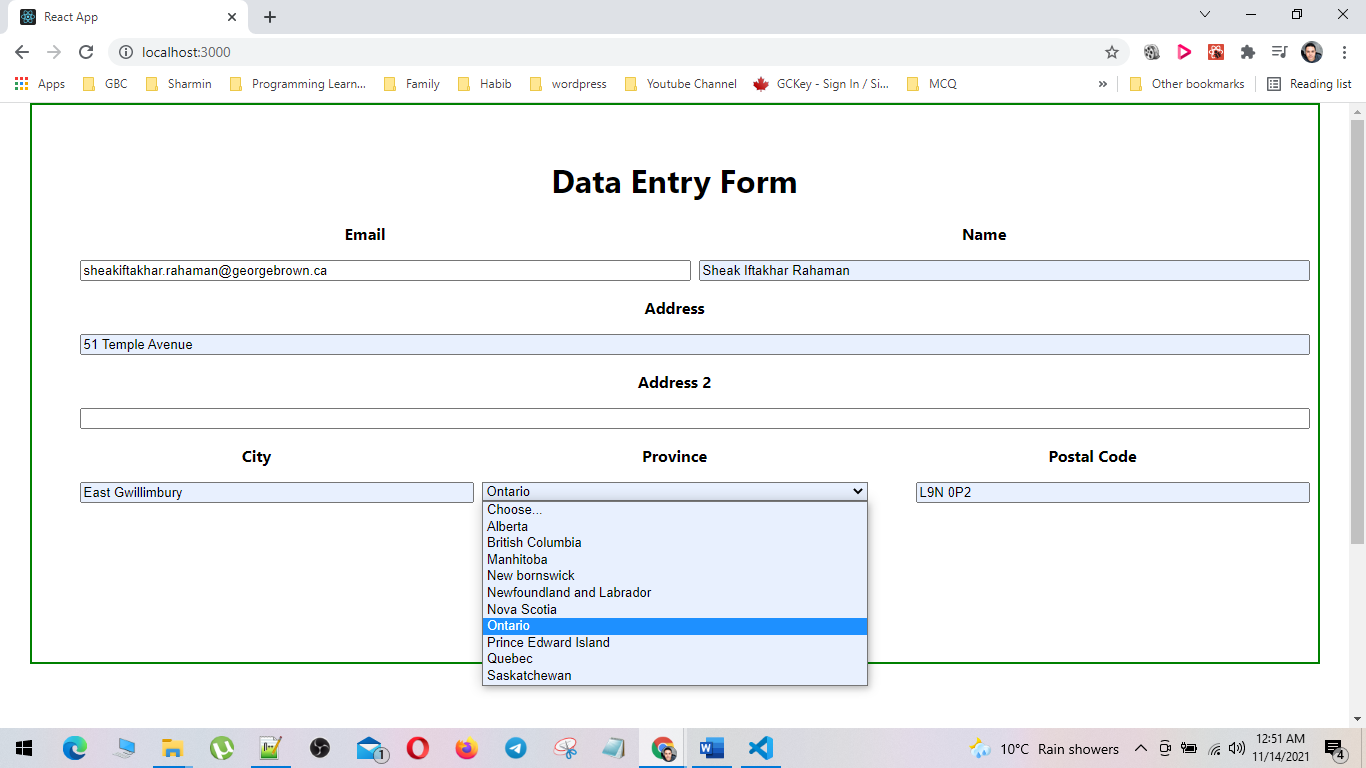 React App
localhost:3000
Apps GBC Sharmin Programming Learn... Family Habib wordpress Youtube Channel GCKey - Sign In / Si... MCQ » Other bookmarks Reading list
Data Entry Form
Email Name
sheakiftakhar.rahaman@georgebrown.ca Sheak Iftakhar Rahaman
Address
51 Temple Avenue
Address 2
City Province Postal Code
East Gwillimbury Ontario L9N 0P2
Choose...
Alberta
British Columbia
Manhitoba
New bornswick
Newfoundland and Labrador
Nova Scotia
Ontario
Prince Edward Island
Quebec
Saskatchewan
1 10°C Rain showers 12:51 AM
11/14/2021 4